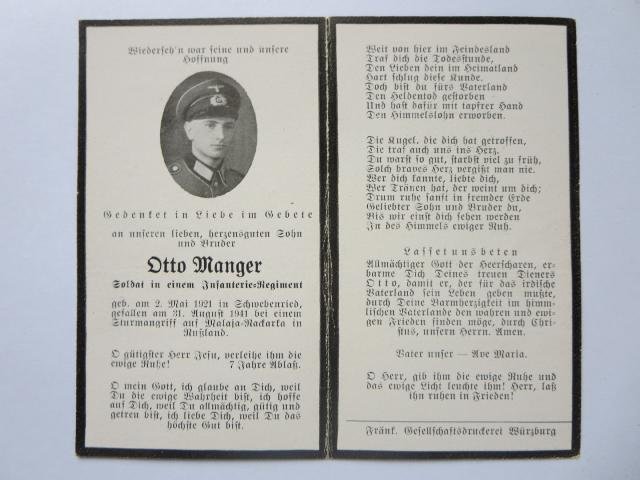 Wiederseh'n war seine und unsere
Hoffnung
Gedenket in Liebe im Gebete
an unseren lieben, herzensguten Sohn
und Bruder
Otto Manger
Soldat in einem Infanterie-Regiment
geb. am 2. Mai 1921 in Schwebenried,
gefallen am 31. August 1941 bei einem
Sturmangriff auf Malaja-Rackarka in
Rußland.
O gütigster Herr Jesu, verleihe ihm die
ewige Ruhe! 7 Jahre Ablaß.
O mein Gott, ich glaube an Dich, weil
Du die ewige Wahrheit bist, ich hoffe
auf Dich, weil Du allmächtig, gütig und
getreu bist, ich liebe Dich, weil Du das
höchste Gut bist.
Weit von hier im Feindesland
Traf dich die Todesstunde,
Den Lieben dein im Heimatland
Hart schlug diese Kunde.
Doch bist du fürs Vaterland
Den Heldentod gestorben
Und hast dafür mit tapfrer Hand
Den Himmelslohn erworben.
Die Kugel, die dich hat getroffen,
Die traf auch uns ins Herz.
Du warst so gut, starbst viel zu früh,
Solch braves Herz vergißt man nie.
Wer dich kannte, liebte dich,
Wer Tränen hat, der weint um dich;
Drum ruhe sanft in fremder Erde
Geliebter Sohn und Bruder du,
Bis wir einst dich sehen werden
In des Himmels ewiger Ruh.
Lasset uns beten
Allmächtiger Gott der Heerscharen, er-
barme Dich Deines treuen Dieners
Otto, damit er, der für das irdische
Vaterland sein Leben geben mußte,
durch Deine Barmherzigkeit im himm-
lischen Vaterlande den wahren und ewi-
gen Frieden finden möge, durch Chri-
stus, unsern Herrn. Amen.
Vater unser — Ave Maria.
O Herr, gib ihm die ewige Ruhe und
das ewige Licht leuchte ihm! Herr, laß
ihn ruhen in Frieden!
Fränk. Gesellschaftsdruckerei Würzburg